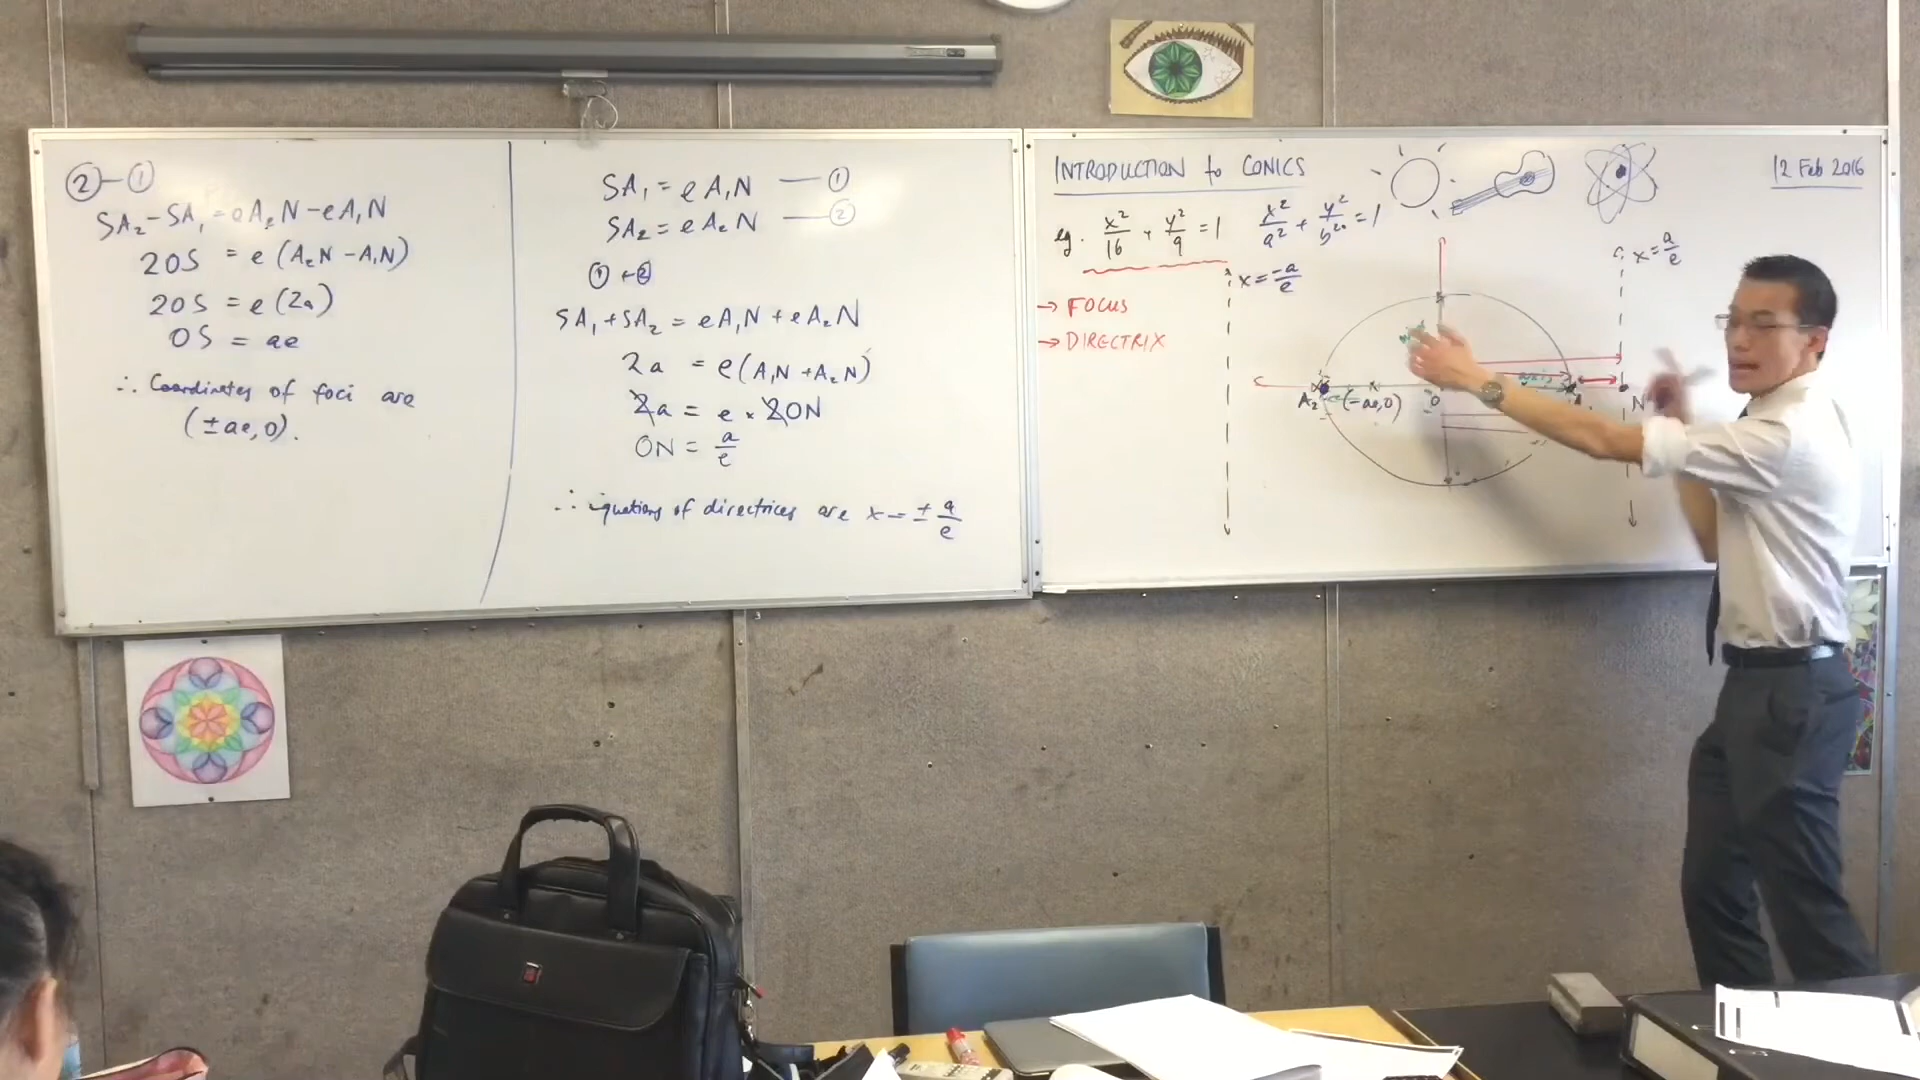 ② – ①
SA₂ – SA₁ = eA₂N – eA₁N
2OS = e (A₂N – A₁N)
2OS = e (2a)
OS = ae
∴ Coordinates of foci are
(±ae, 0).
SA₁ = eA₁N — ①
SA₂ = eA₂N — ②
① + ②
SA₁ + SA₂ = eA₁N + eA₂N
2a = e(A₁N + A₂N)
2a = e × 2ON
ON = a/e
∴ equations of directrices are x = ± a/e
INTRODUCTION to CONICS
12 Feb 2016
eg. x²/16 + y²/9 = 1
x²/a² + y²/b² = 1
→ FOCUS
→ DIRECTRIX
x = -a/e
x = a/e
A₂
(-ae, 0)
O
N